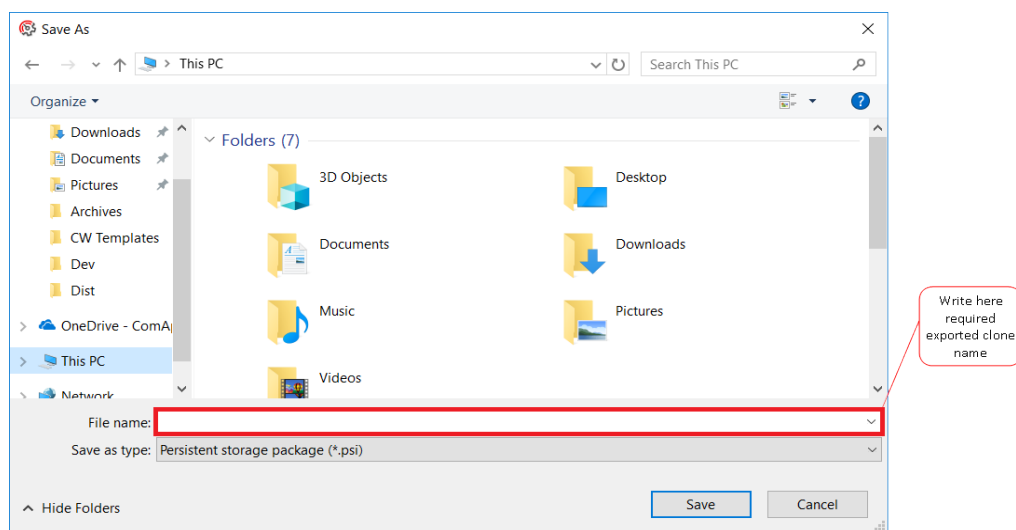 Save As
This PC
Search This PC
Organize
Downloads
Documents
Pictures
Archives
CW Templates
Dev
Dist
OneDrive - ComA
This PC
Network
Folders (7)
3D Objects
Desktop
Documents
Downloads
Music
Pictures
Videos
Write here
required
exported clone
name
File name:
Save as type: Persistent storage package (*.psi)
Hide Folders
Save
Cancel